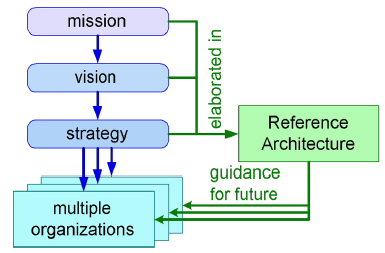 mission
vision
elaborated in
strategy
Reference
Architecture
guidance
for future
multiple
organizations